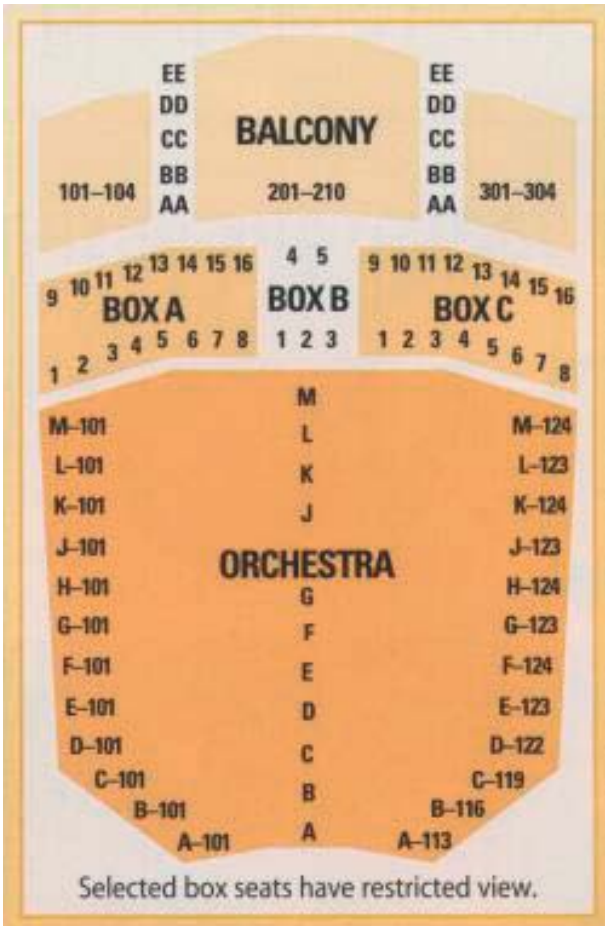 EE EE
DD DD
CC BALCONY CC
BB BB
101–104 201–210 301–304
AA AA
9 10 11 12 13 14 15 16 4 5 9 10 11 12 13 14 15 16
BOX A BOX B BOX C
1 2 3 4 5 6 7 8 1 2 3 1 2 3 4 5 6 7 8
M
M–101 L M–124
L–101 K L–123
K–101 J K–124
J–101 J–123
ORCHESTRA
H–101 G H–124
G–101 F G–123
F–101 E F–124
E–101 D E–123
D–101 C D–122
C–101 B C–119
B–101 B–116
A–101 A A–113
Selected box seats have restricted view.